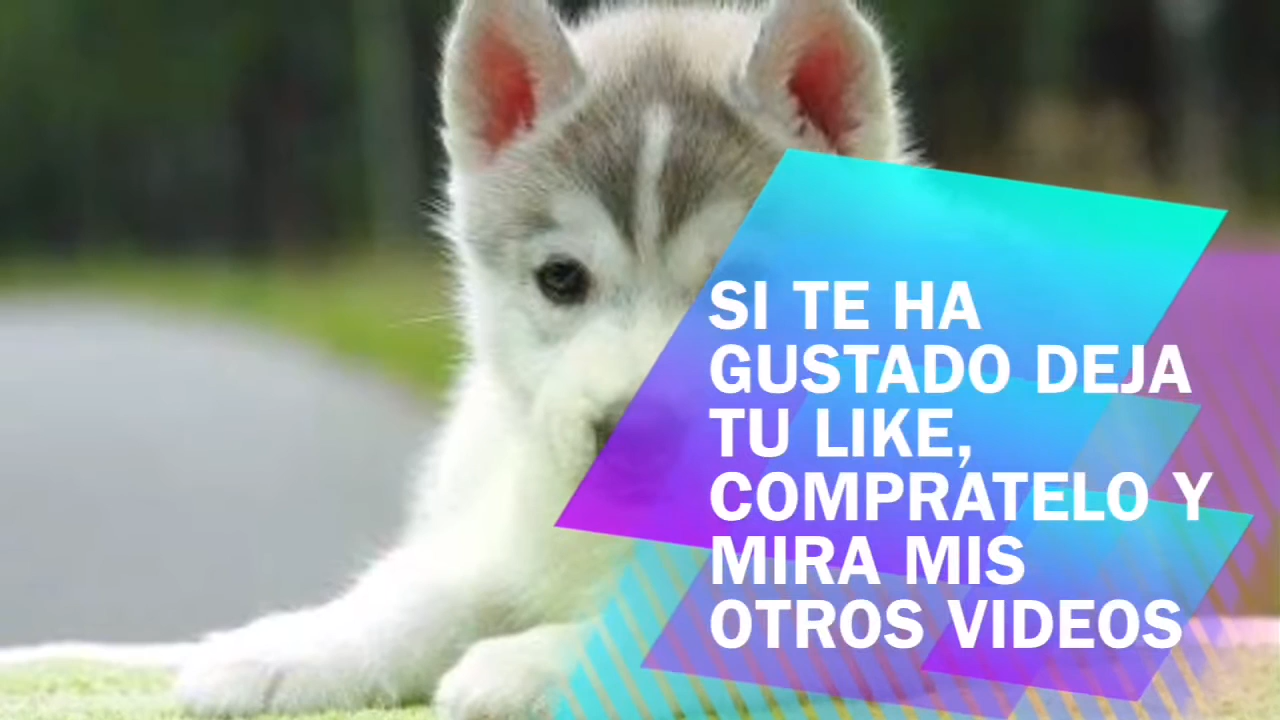 SI TE HA
GUSTADO DEJA
TU LIKE,
COMPRATELO Y
MIRA MIS
OTROS VIDEOS